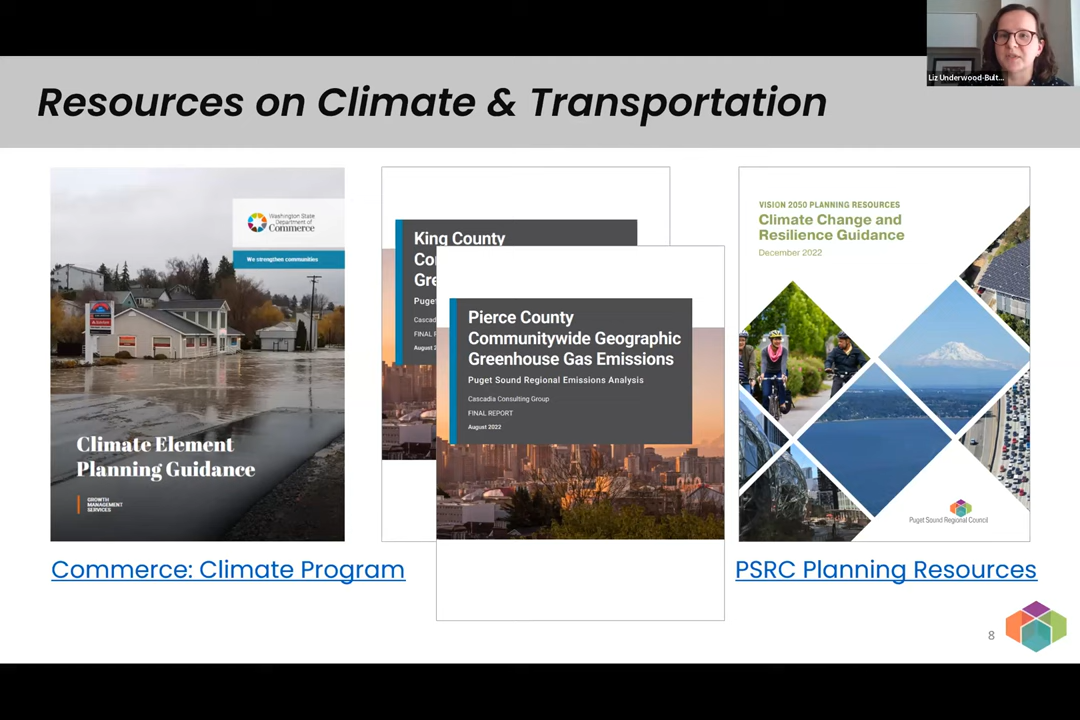 Liz Underwood-Bult...
Resources on Climate & Transportation
Washington State
Department of
Commerce
We strengthen communities
Climate Element
Planning Guidance
GROWTH
MANAGEMENT
SERVICES
Commerce: Climate Program
King County
Co
Gre
Puget
Cascad
FINAL R
August 2
Pierce County
Communitywide Geographic
Greenhouse Gas Emissions
Puget Sound Regional Emissions Analysis
Cascadia Consulting Group
FINAL REPORT
August 2022
VISION 2050 PLANNING RESOURCES
Climate Change and
Resilience Guidance
December 2022
Puget Sound Regional Council
PSRC Planning Resources
8